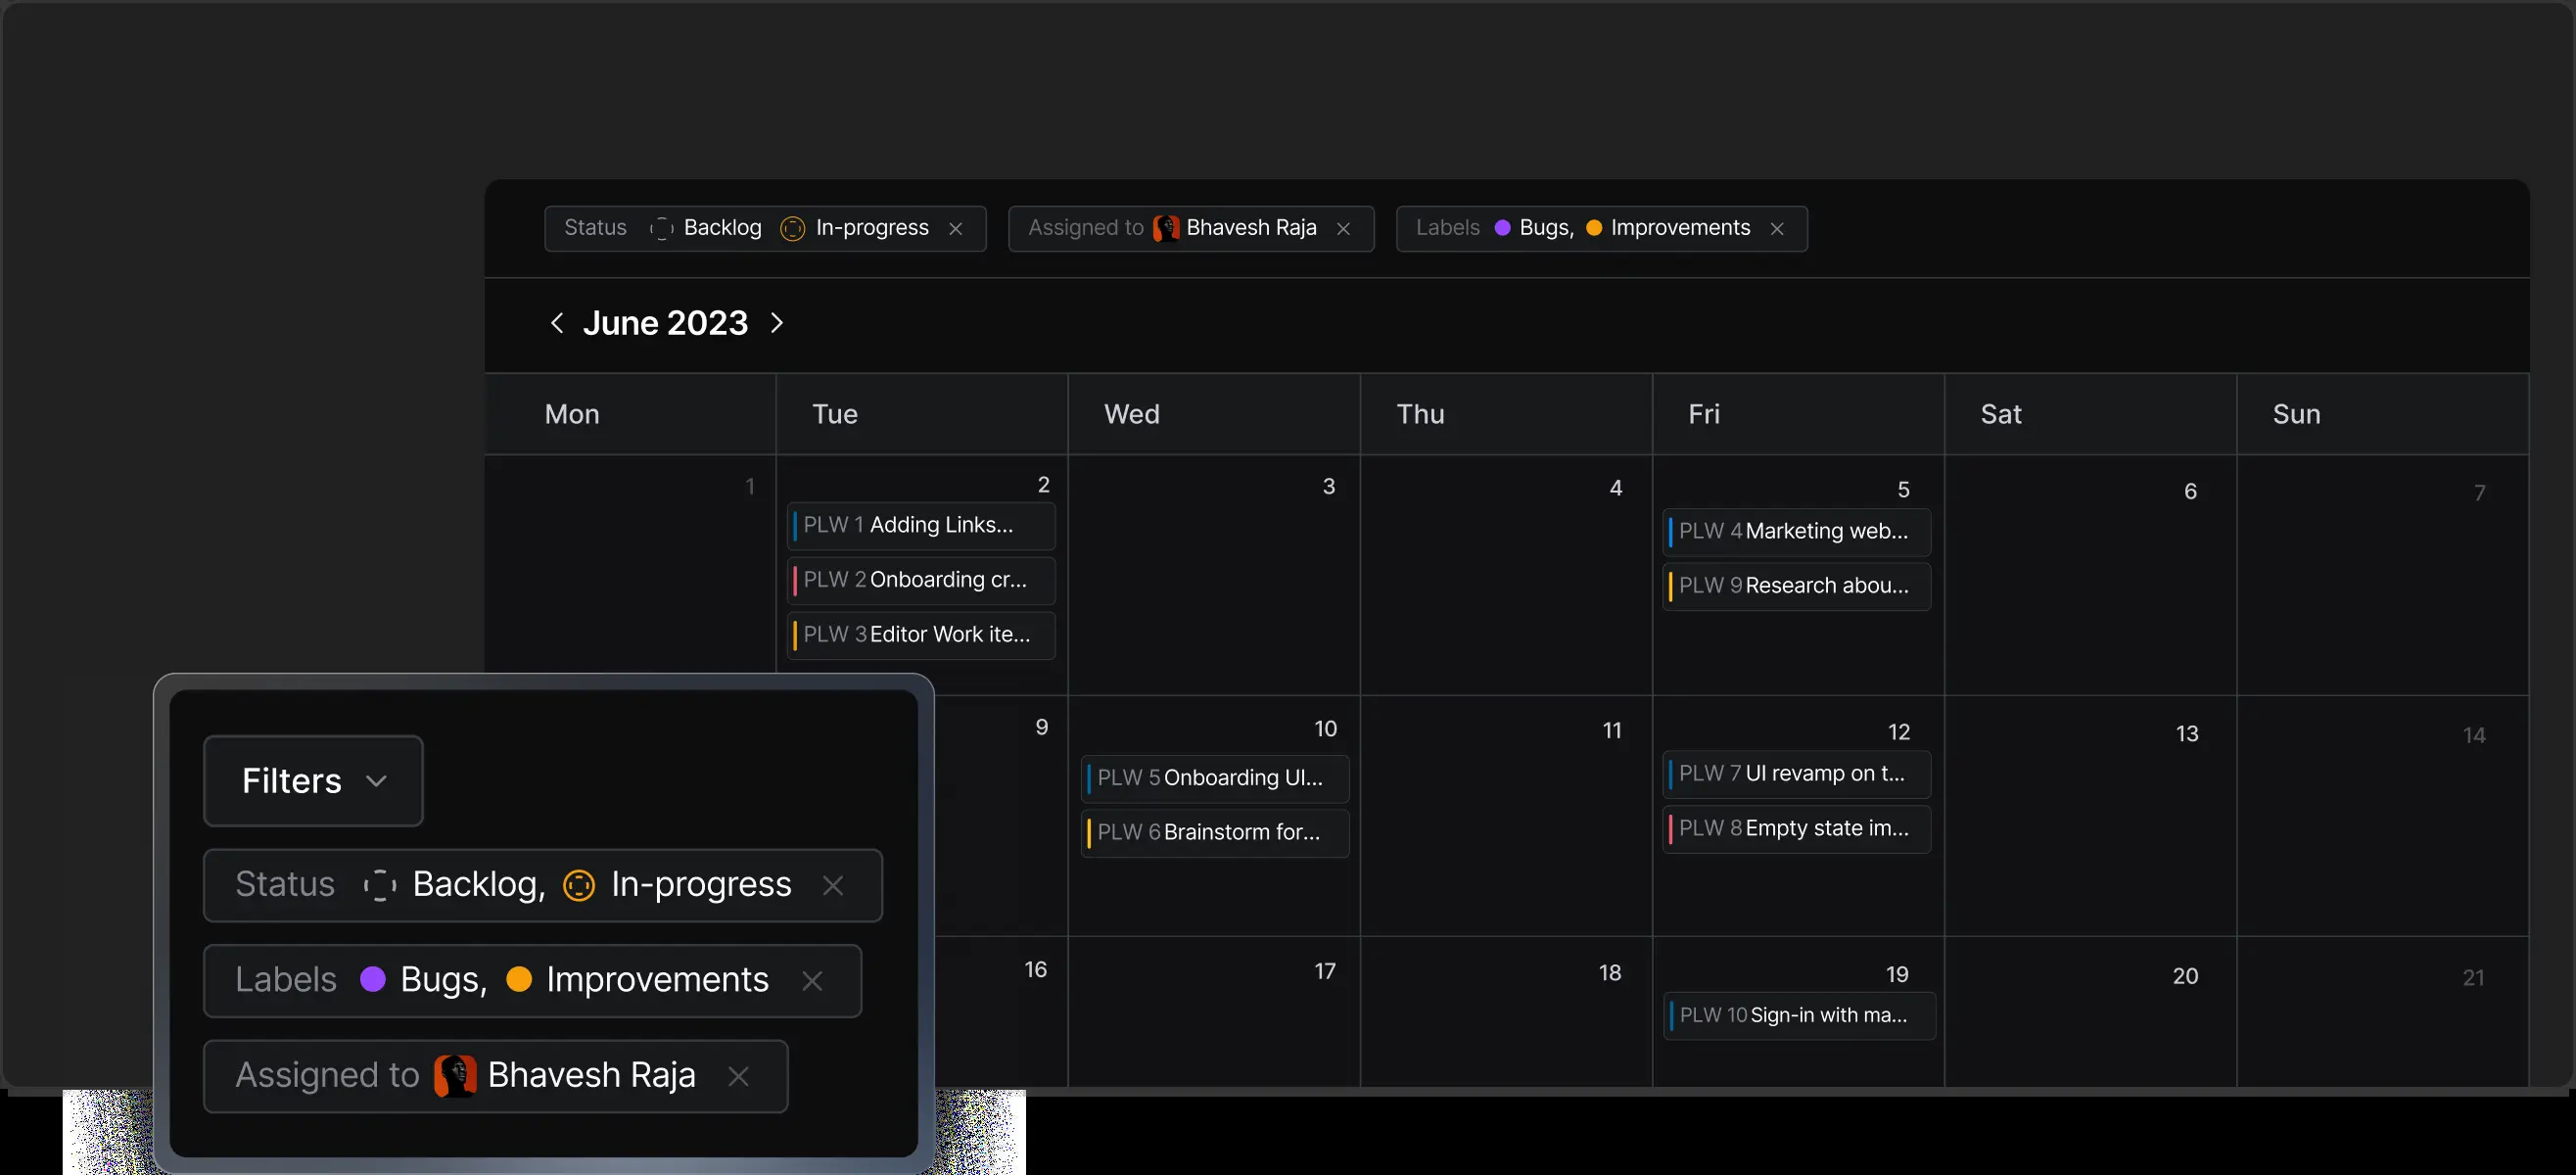 Status Backlog In-progress Assigned to Bhavesh Raja Labels Bugs, Improvements
June 2023
Mon Tue Wed Thu Fri Sat Sun
1 2 3 4 5 6 7
PLW 1 Adding Links...
PLW 2 Onboarding cr...
PLW 3 Editor Work ite...
PLW 4 Marketing web...
PLW 9 Research abou...
9 10 11 12 13 14
PLW 5 Onboarding UI...
PLW 6 Brainstorm for...
PLW 7 UI revamp on t...
PLW 8 Empty state im...
16 17 18 19 20 21
PLW 10 Sign-in with ma...
Filters
Status Backlog, In-progress
Labels Bugs, Improvements
Assigned to Bhavesh Raja